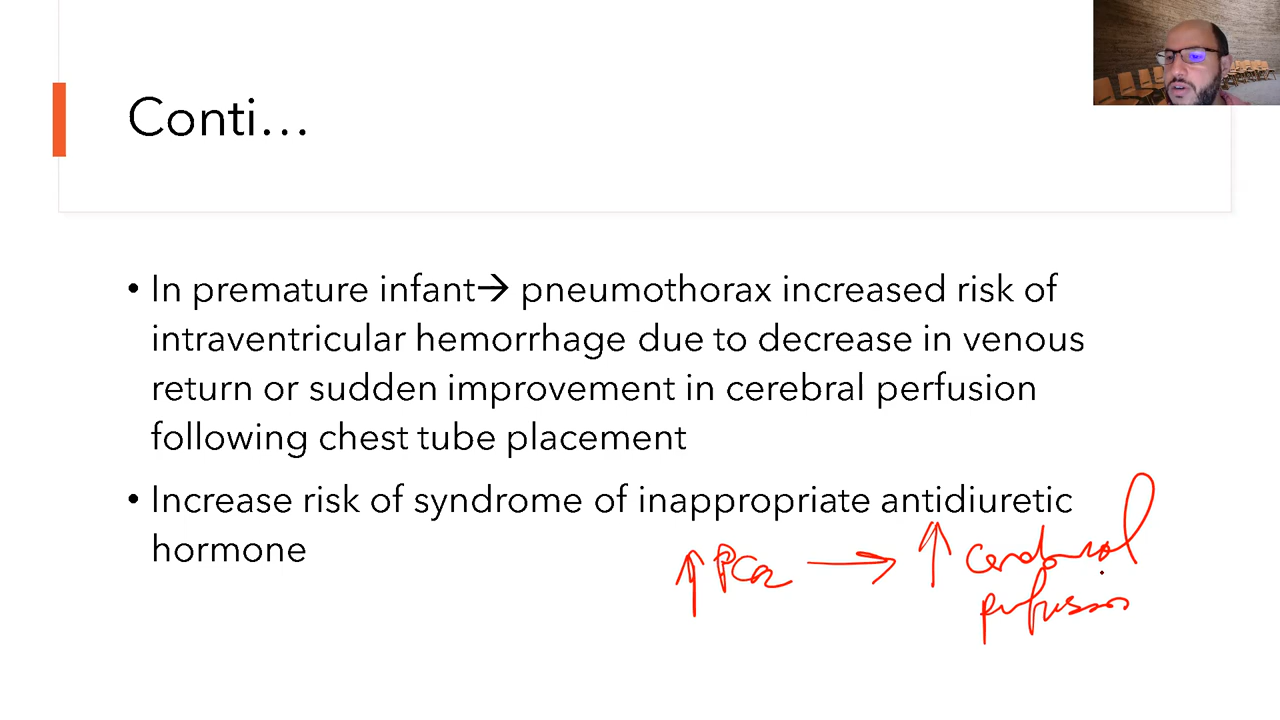 Conti…
• In premature infant→ pneumothorax increased risk of
intraventricular hemorrhage due to decrease in venous
return or sudden improvement in cerebral perfusion
following chest tube placement
• Increase risk of syndrome of inappropriate antidiuretic
hormone
↑ PCO2 → ↑ cerebral
perfusion